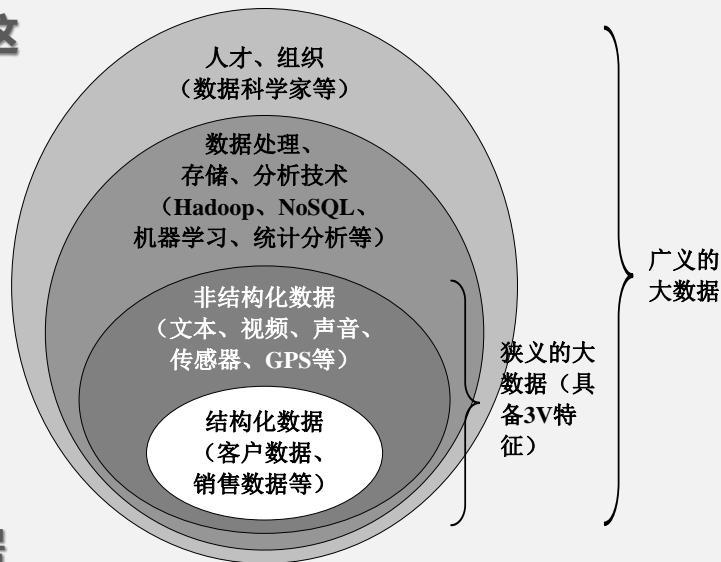 这
人才、组织
（数据科学家等）
数据处理、
存储、分析技术
（Hadoop、NoSQL、
机器学习、统计分析等）
非结构化数据
（文本、视频、声音、
传感器、GPS等）
结构化数据
（客户数据、
销售数据等）
狭义的大
数据（具
备3V特
征）
广义的
大数据